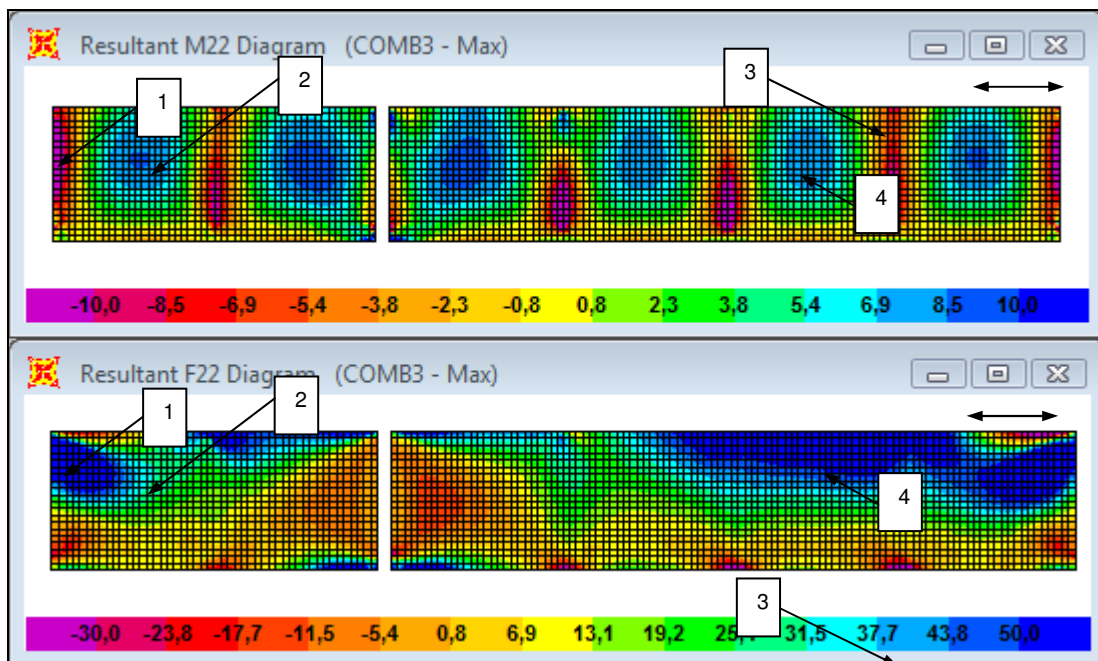 Resultant M22 Diagram (COMB3 - Max)
1
2
3
4
-10,0 -8,5 -6,9 -5,4 -3,8 -2,3 -0,8 0,8 2,3 3,8 5,4 6,9 8,5 10,0
Resultant F22 Diagram (COMB3 - Max)
1
2
4
3
-30,0 -23,8 -17,7 -11,5 -5,4 0,8 6,9 13,1 19,2 31,5 37,7 43,8 50,0